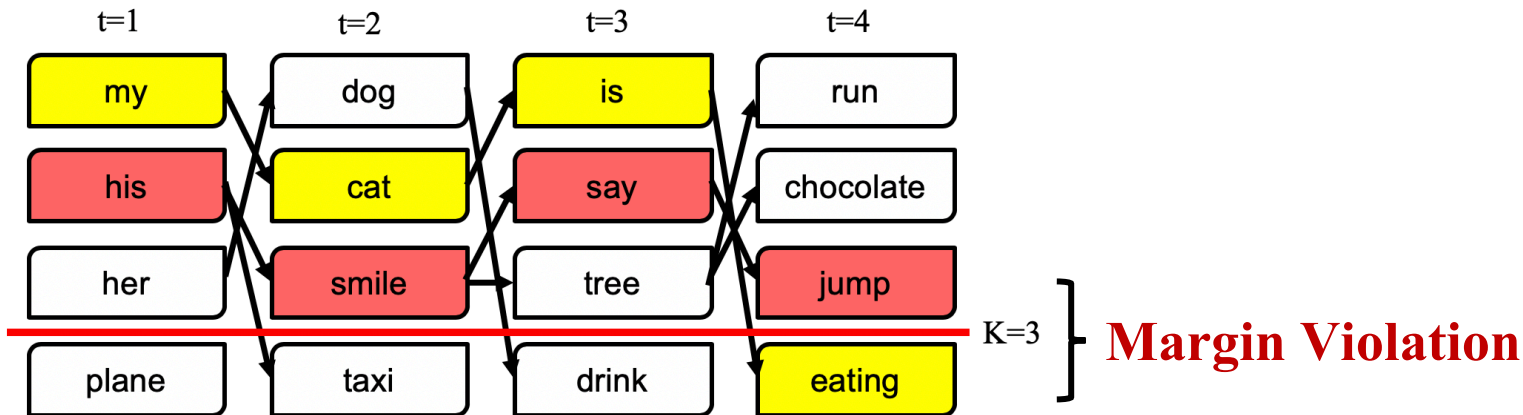 t=1 t=2 t=3 t=4
my dog is run
his cat say chocolate
her smile tree jump
K=3
Margin Violation
plane taxi drink eating